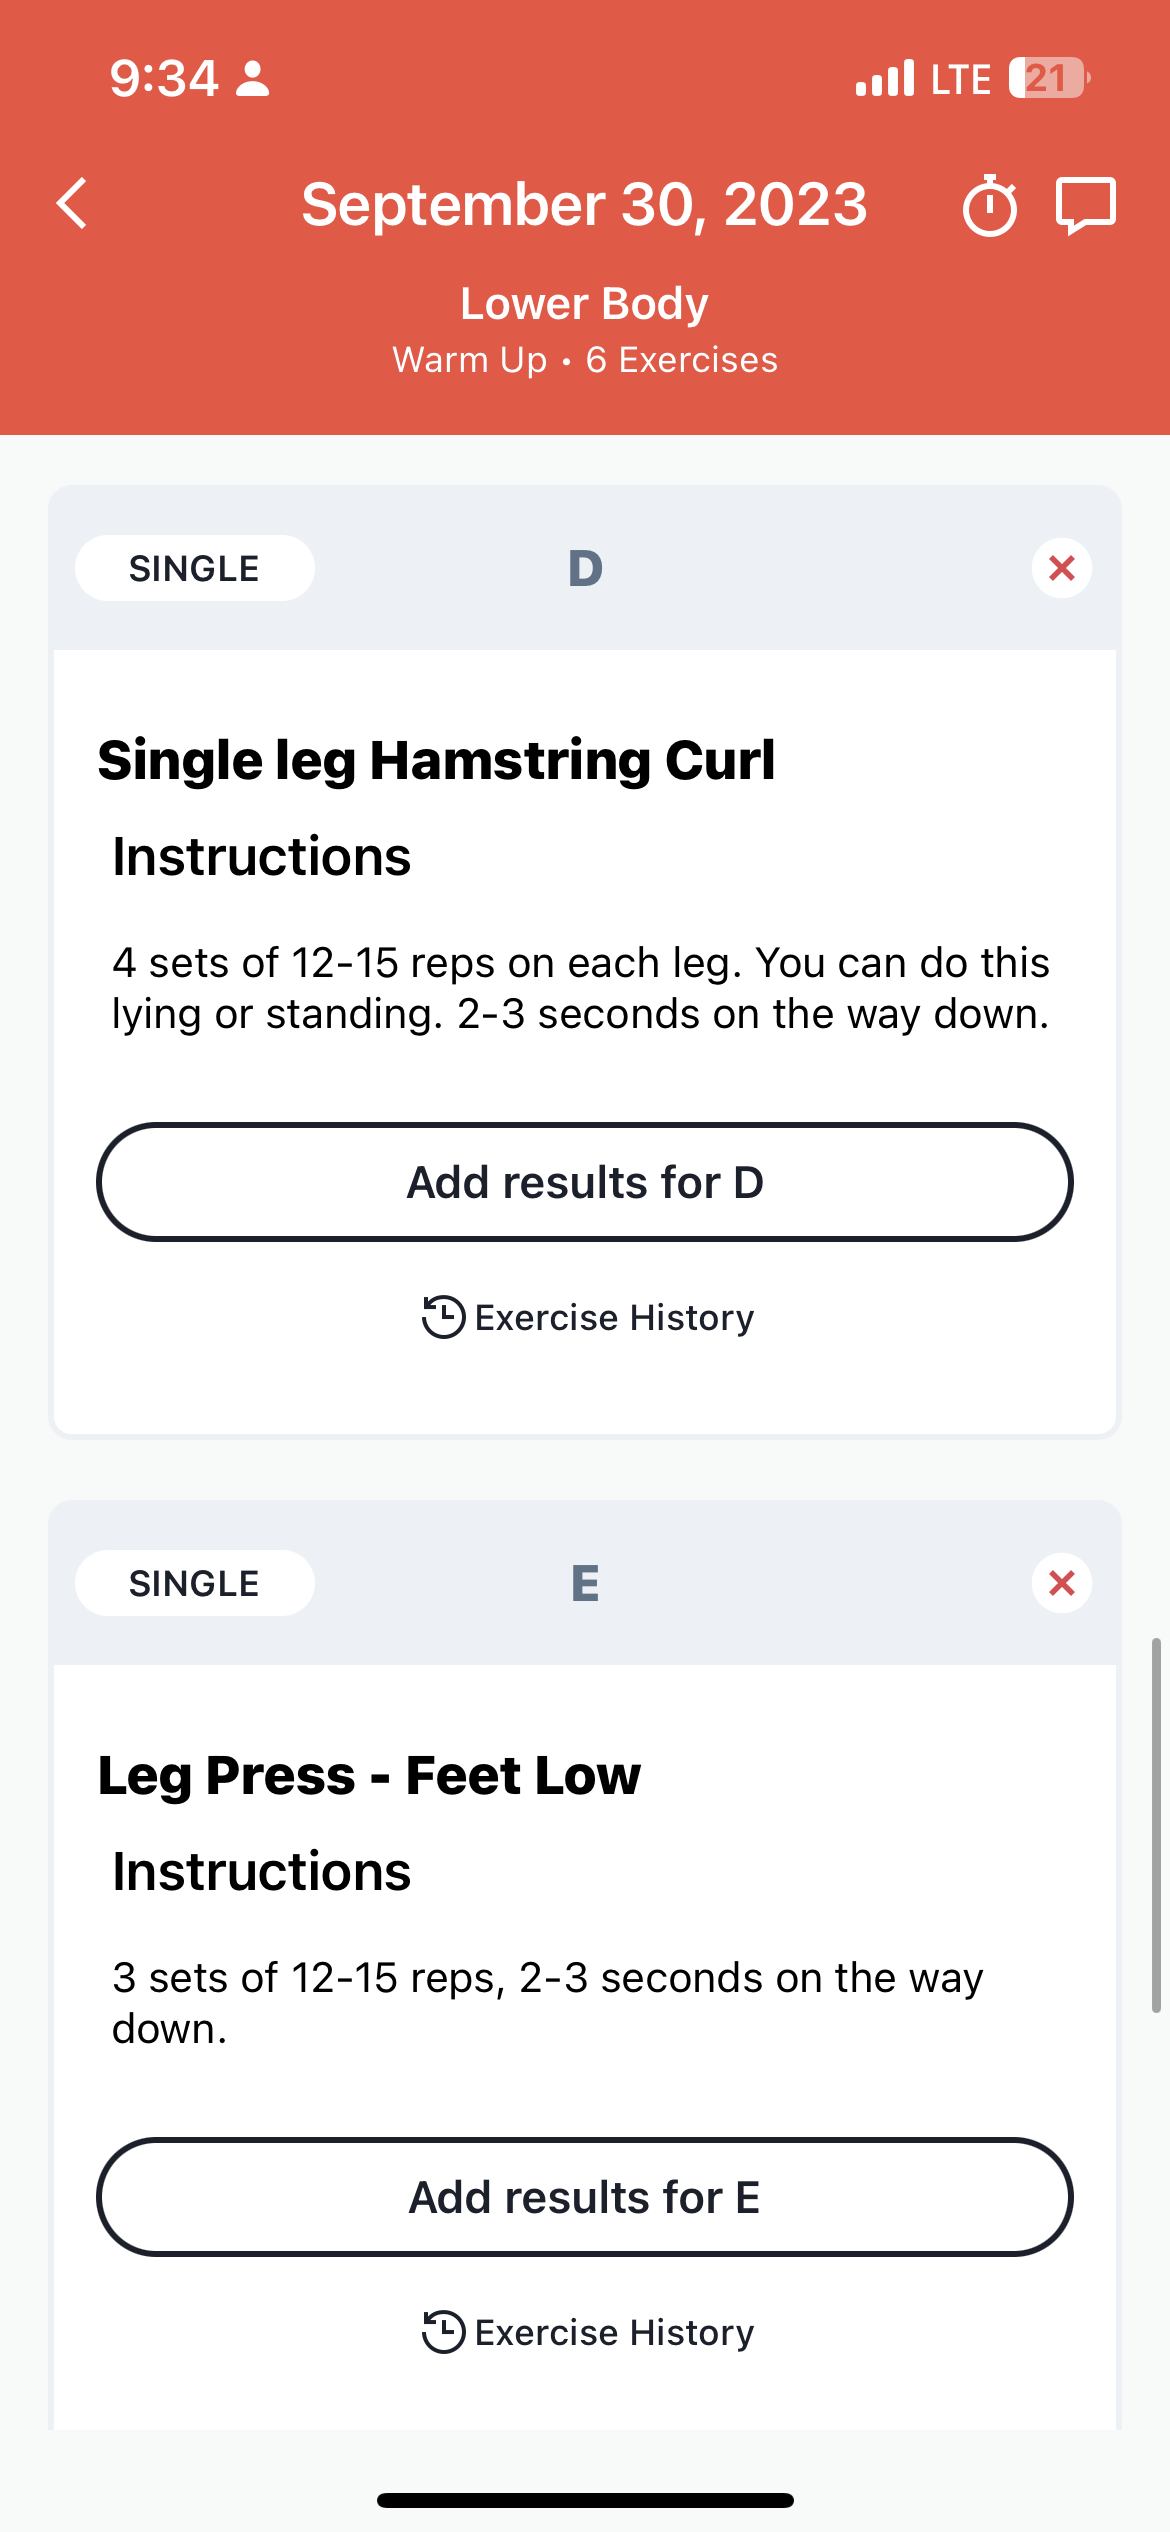 9:34
LTE
21
September 30, 2023
Lower Body
Warm Up • 6 Exercises
SINGLE
D
Single leg Hamstring Curl
Instructions
4 sets of 12-15 reps on each leg. You can do this
lying or standing. 2-3 seconds on the way down.
Add results for D
Exercise History
SINGLE
E
Leg Press - Feet Low
Instructions
3 sets of 12-15 reps, 2-3 seconds on the way
down.
Add results for E
Exercise History